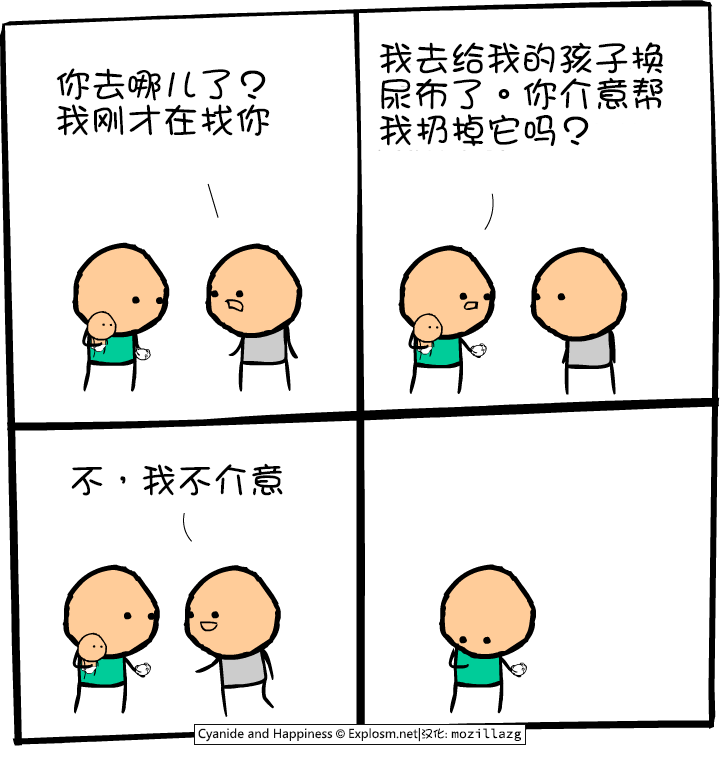 你去哪儿了？
我刚才在找你
我去给我的孩子换
尿布了。你介意帮
我扔掉它吗？
不，我不介意
Cyanide and Happiness © Explosm.net|汉化: mozillazg